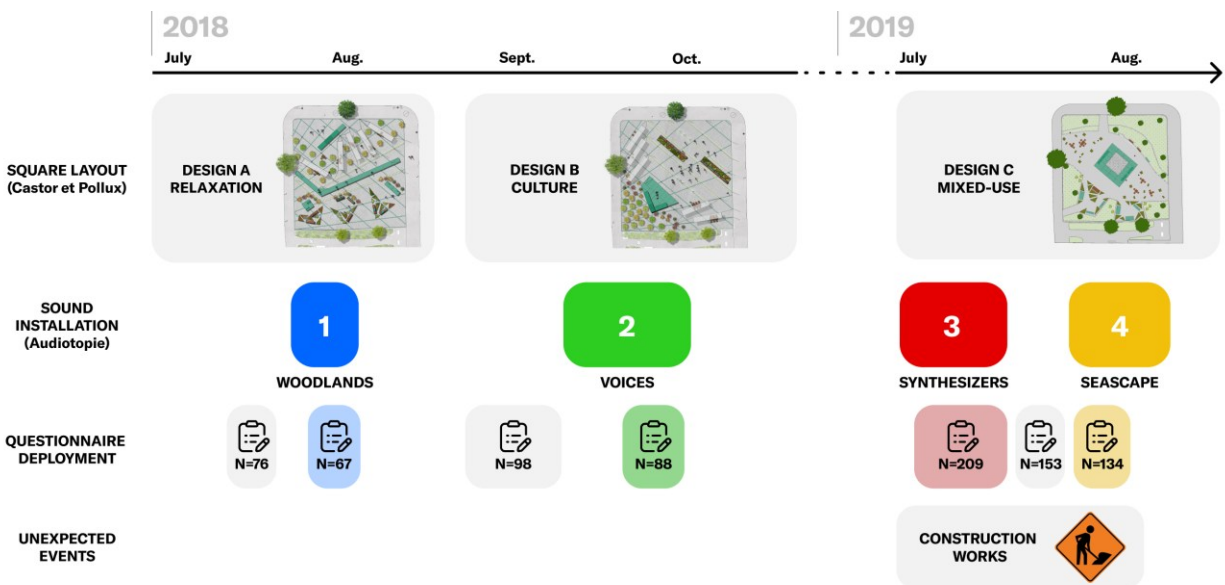 2018
2019
July
Aug.
Sept.
Oct.
July
Aug.
SQUARE LAYOUT
(Castor et Pollux)
DESIGN A
RELAXATION
DESIGN B
CULTURE
DESIGN C
MIXED-USE
SOUND
INSTALLATION
(Audiotopie)
1
2
3
4
WOODLANDS
VOICES
SYNTHESIZERS
SEASCAPE
QUESTIONNAIRE
DEPLOYMENT
N=76
N=67
N=98
N=88
N=209
N=153
N=134
UNEXPECTED
EVENTS
CONSTRUCTION
WORKS